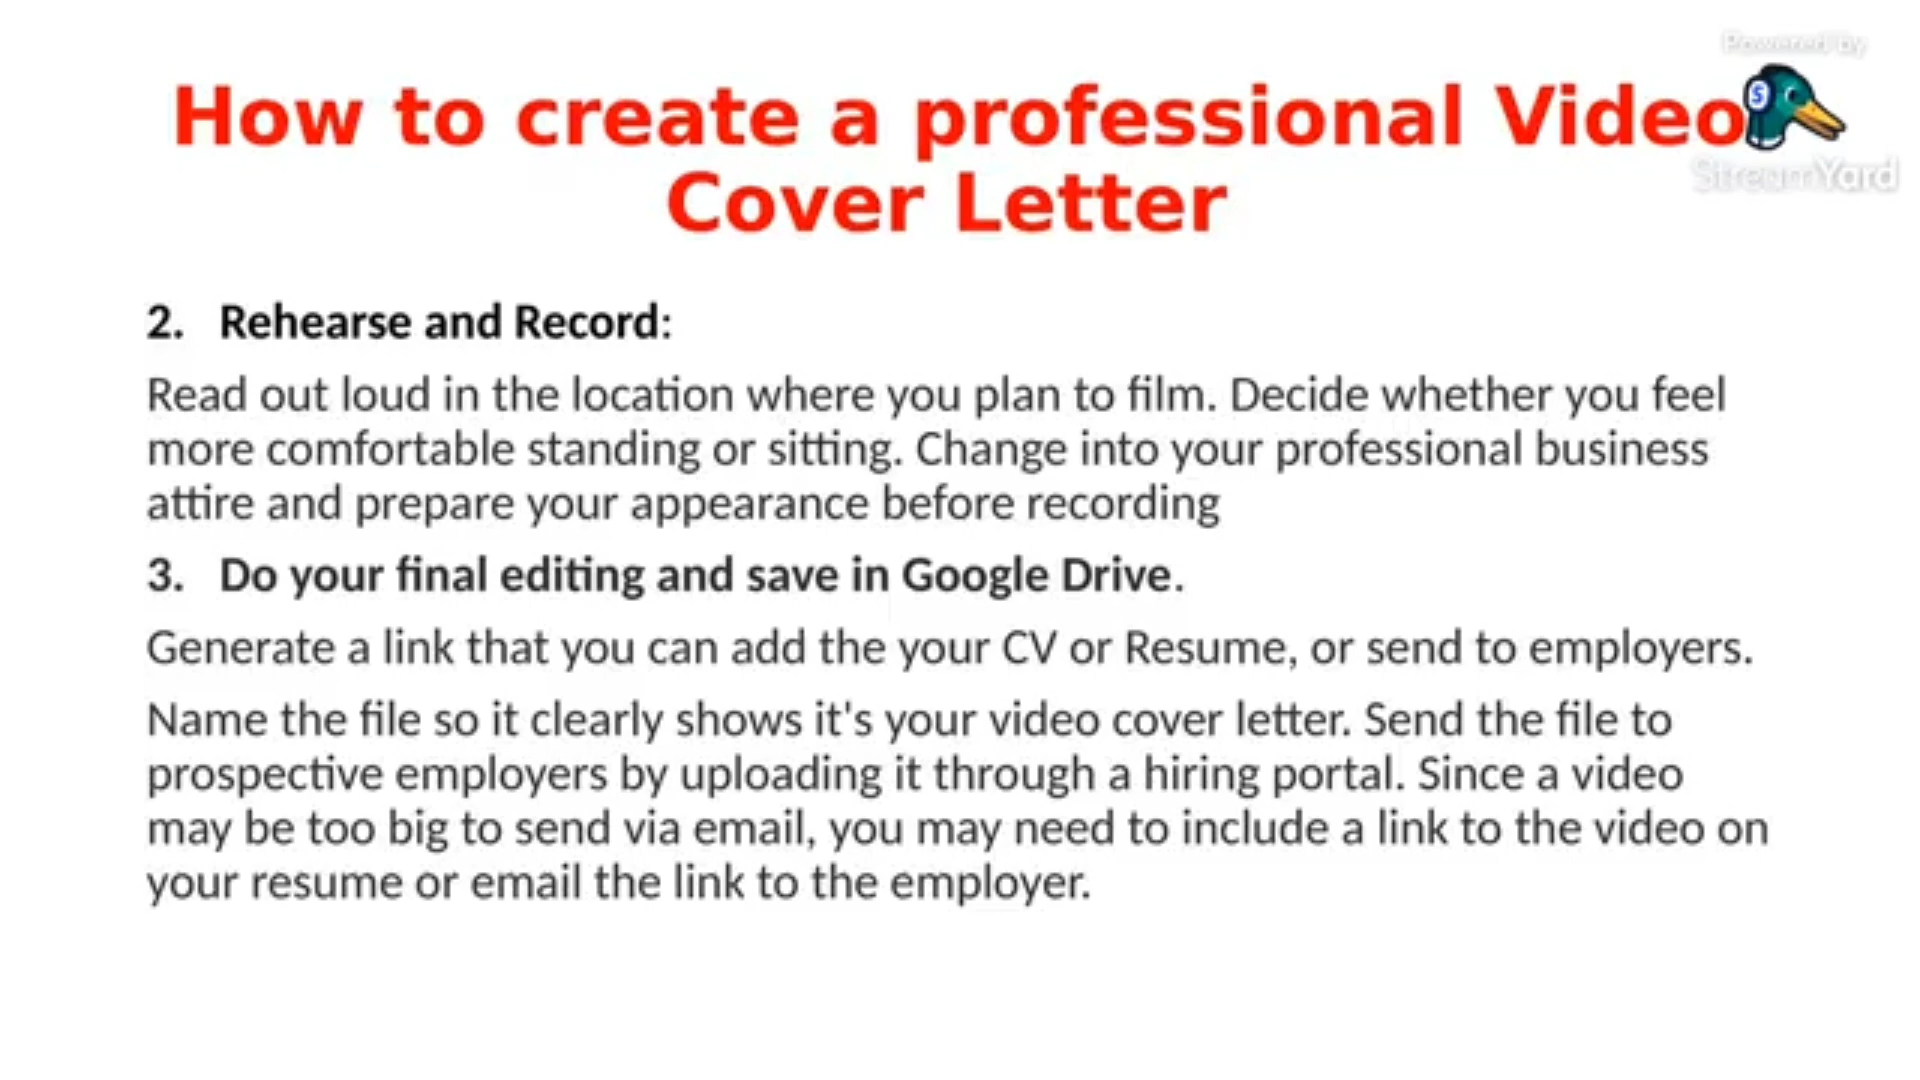 Powered by
How to create a professional Video
StreamYard
Cover Letter
2. Rehearse and Record:
Read out loud in the location where you plan to film. Decide whether you feel
more comfortable standing or sitting. Change into your professional business
attire and prepare your appearance before recording
3. Do your final editing and save in Google Drive.
Generate a link that you can add the your CV or Resume, or send to employers.
Name the file so it clearly shows it's your video cover letter. Send the file to
prospective employers by uploading it through a hiring portal. Since a video
may be too big to send via email, you may need to include a link to the video on
your resume or email the link to the employer.